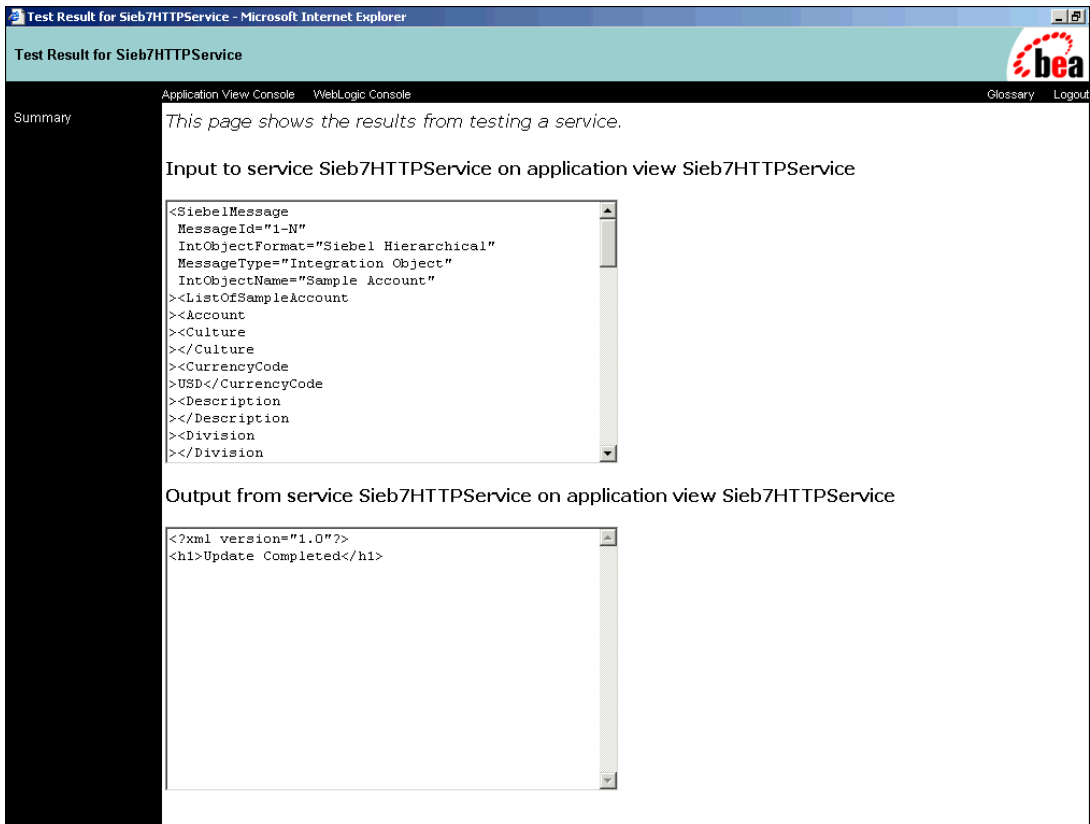 Test Result for Sieb7HTTPService - Microsoft Internet Explorer
Test Result for Sieb7HTTPService
bea
Application View Console WebLogic Console Glossary Logout
Summary
This page shows the results from testing a service.
Input to service Sieb7HTTPService on application view Sieb7HTTPService
<SiebelMessage
MessageId="1-N"
IntObjectFormat="Siebel Hierarchical"
MessageType="Integration Object"
IntObjectName="Sample Account"
><ListOfSampleAccount
><Account
><Culture
></Culture
><CurrencyCode
>USD</CurrencyCode
><Description
></Description
><Division
></Division
Output from service Sieb7HTTPService on application view Sieb7HTTPService
<?xml version="1.0"?>
<h1>Update Completed</h1>